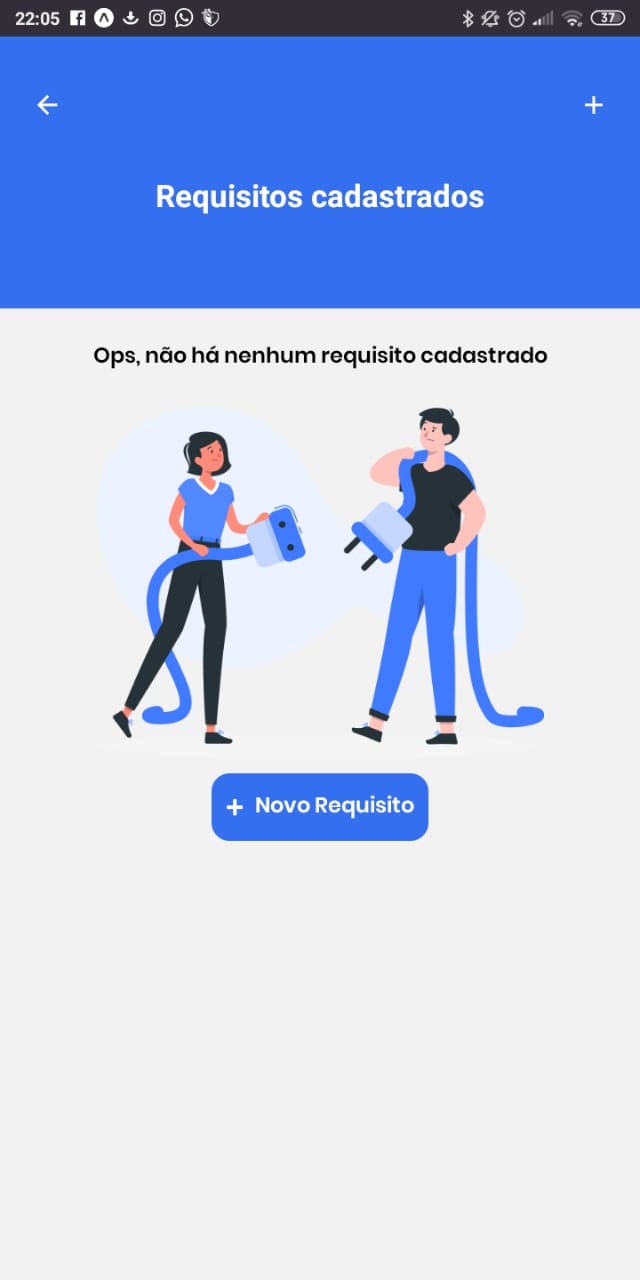 22:05
37
Requisitos cadastrados
Ops, não há nenhum requisito cadastrado
+ Novo Requisito